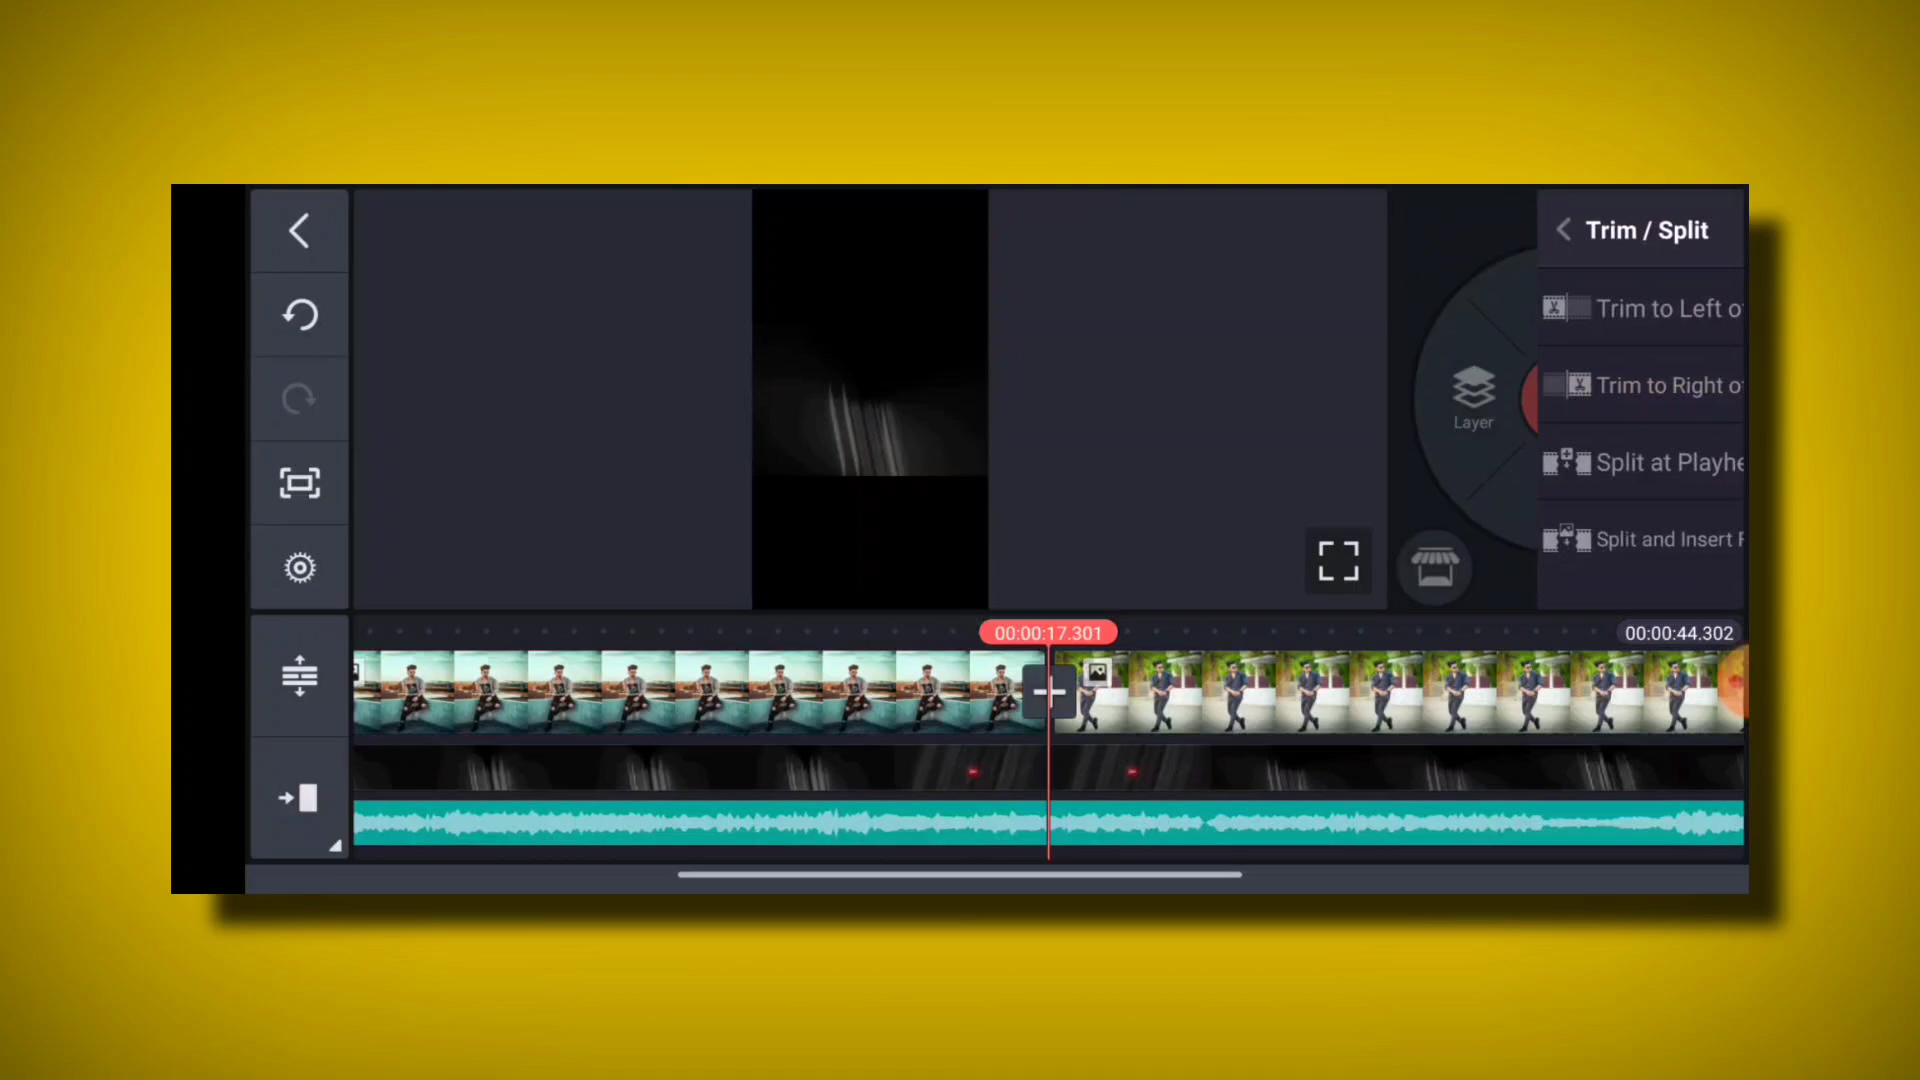 Trim / Split
Trim to Left o
Trim to Right o
Layer
Split at Playhe
Split and Insert F
00:00:17.301
00:00:44.302